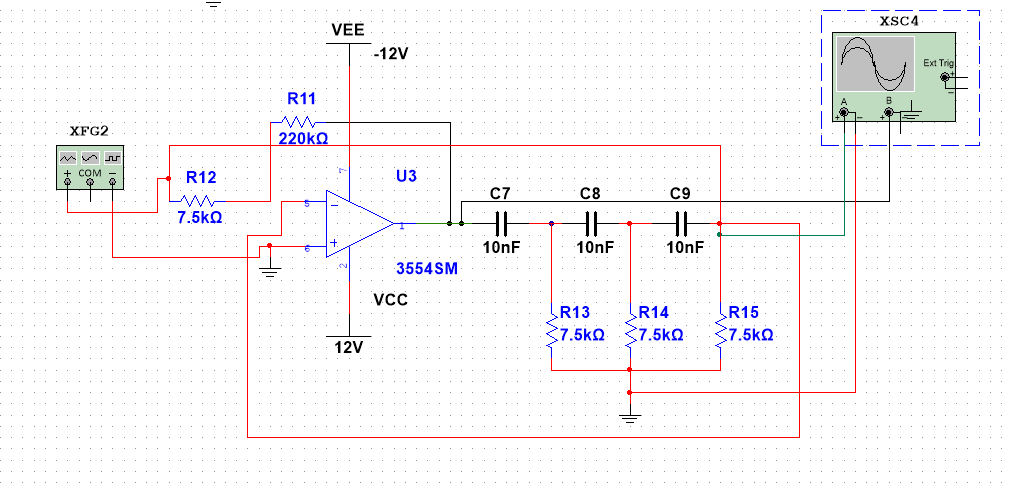 XSC4
VEE
-12V
Ext Trig
+
−
A
B
+
−
+
−
R11
220kΩ
XFG2
+
COM
−
R12
7.5kΩ
7
U3
5
−
+
6
1
2
3554SM
C7
10nF
C8
10nF
C9
10nF
VCC
12V
R13
7.5kΩ
R14
7.5kΩ
R15
7.5kΩ